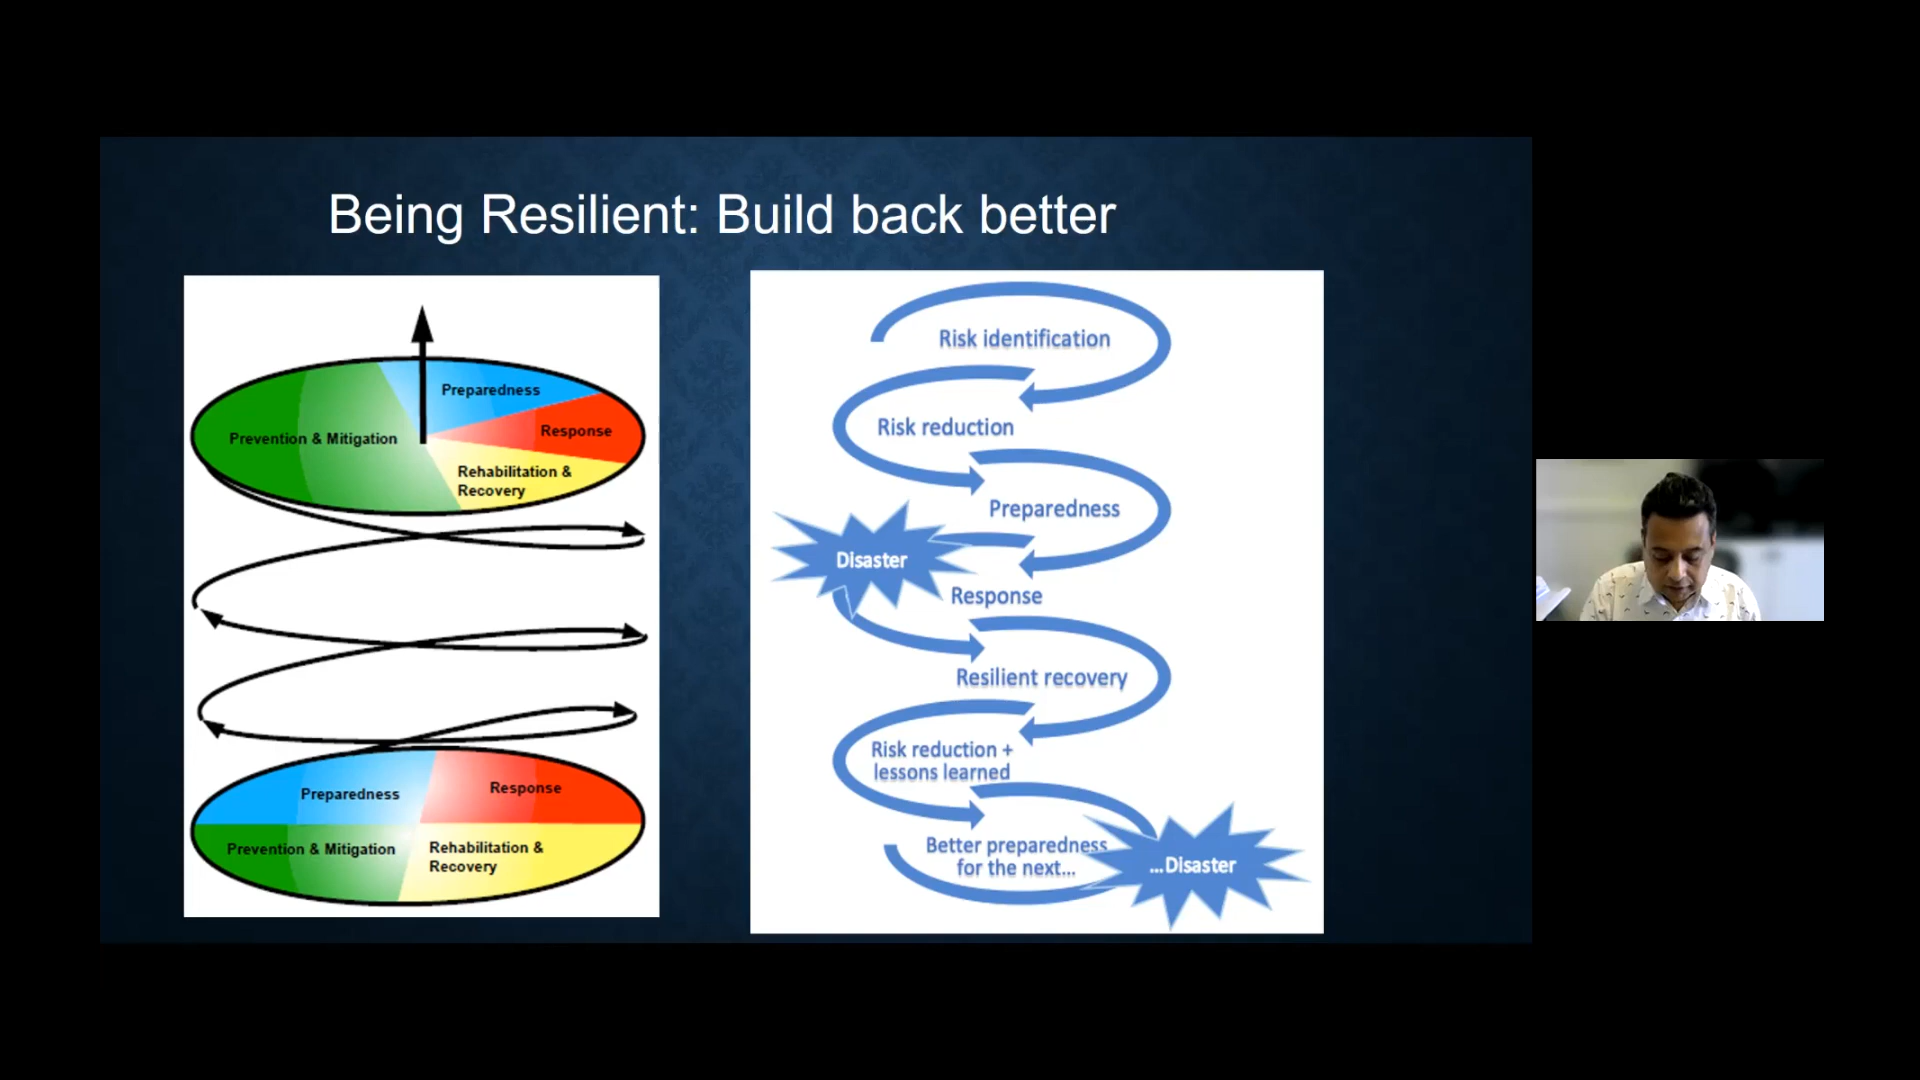 Being Resilient: Build back better
Preparedness
Prevention & Mitigation
Response
Rehabilitation &
Recovery
Preparedness
Response
Prevention & Mitigation
Rehabilitation &
Recovery
Risk identification
Risk reduction
Preparedness
Disaster
Response
Resilient recovery
Risk reduction +
lessons learned
Better preparedness
for the next...
...Disaster